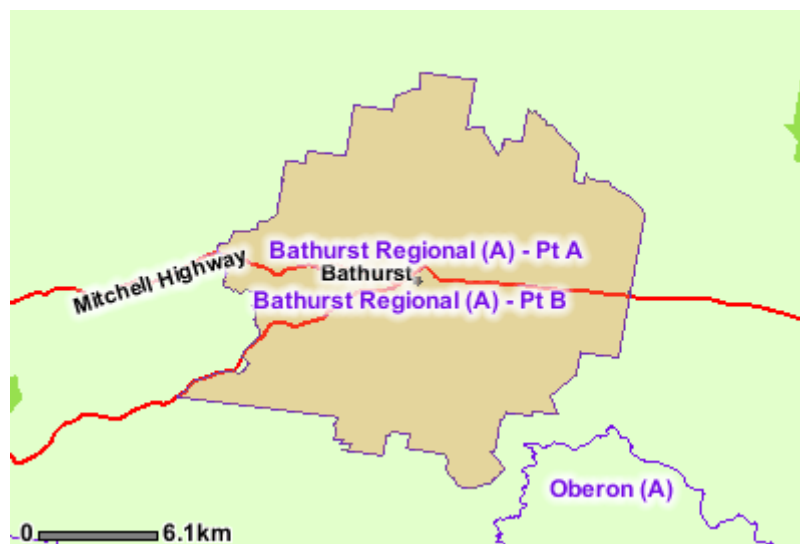 Bathurst Regional (A) - Pt A
Mitchell Highway
Bathurst
Bathurst Regional (A) - Pt B
Oberon (A)
0 6.1km